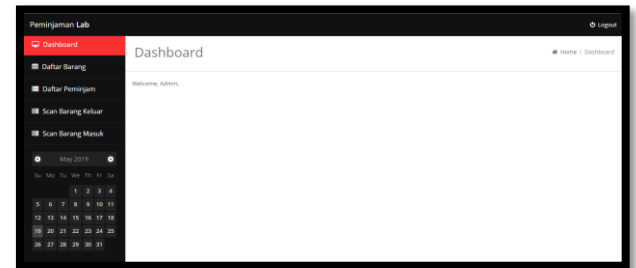 Peminjaman Lab
Logout
Dashboard
Daftar Barang
Daftar Peminjam
Scan Barang Keluar
Scan Barang Masuk
May 2019
Su Mo Tu We Th Fr Sa
1 2 3 4
5 6 7 8 9 10 11
12 13 14 15 16 17 18
19 20 21 22 23 24 25
26 27 28 29 30 31
Dashboard
Home / Dashboard
Welcome, Admin.